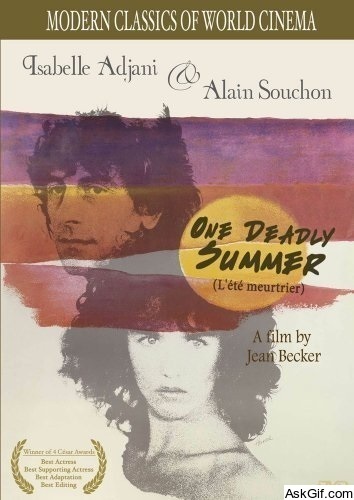 MODERN CLASSICS OF WORLD CINEMA
Isabelle Adjani
& Alain Souchon
ONE DEADLY
SUMMER
(L'été meurtrier)
A film by
Jean Becker
Winner of 4 César Awards
Best Actress
Best Supporting Actress
Best Adaptation
Best Editing
DVD
AskGif.com